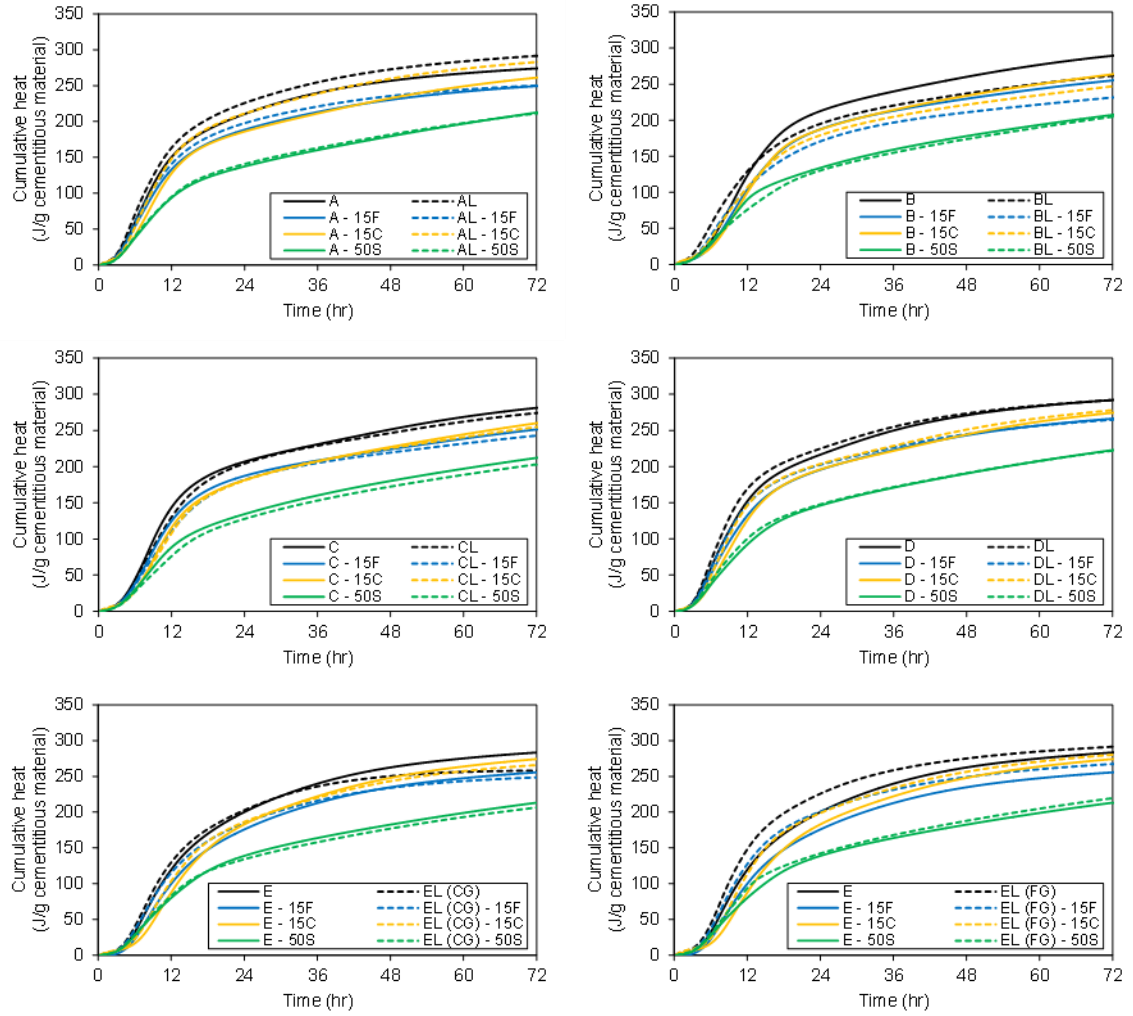 Cumulative heat
(J/g cementitious material)
350
300
250
200
150
100
50
0
A
AL
A - 15F
AL - 15F
A - 15C
AL - 15C
A - 50S
AL - 50S
0 12 24 36 48 60 72
Time (hr)
Cumulative heat
(J/g cementitious material)
350
300
250
200
150
100
50
0
B
BL
B - 15F
BL - 15F
B - 15C
BL - 15C
B - 50S
BL - 50S
0 12 24 36 48 60 72
Time (hr)
Cumulative heat
(J/g cementitious material)
350
300
250
200
150
100
50
0
C
CL
C - 15F
CL - 15F
C - 15C
CL - 15C
C - 50S
CL - 50S
0 12 24 36 48 60 72
Time (hr)
Cumulative heat
(J/g cementitious material)
350
300
250
200
150
100
50
0
D
DL
D - 15F
DL - 15F
D - 15C
DL - 15C
D - 50S
DL - 50S
0 12 24 36 48 60 72
Time (hr)
Cumulative heat
(J/g cementitious material)
350
300
250
200
150
100
50
0
E
EL (CG)
E - 15F
EL (CG) - 15F
E - 15C
EL (CG) - 15C
E - 50S
EL (CG) - 50S
0 12 24 36 48 60 72
Time (hr)
Cumulative heat
(J/g cementitious material)
350
300
250
200
150
100
50
0
E
EL (FG)
E - 15F
EL (FG) - 15F
E - 15C
EL (FG) - 15C
E - 50S
EL (FG) - 50S
0 12 24 36 48 60 72
Time (hr)